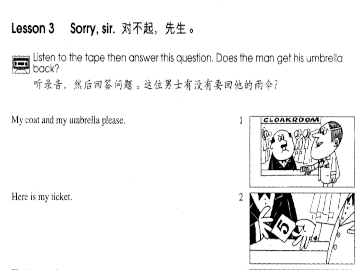 Lesson 3 Sorry, sir. 对不起，先生。
Listen to the tape then answer this question. Does the man get his umbrella
back?
听录音，然后回答问题。这位男士有没有要回他的雨伞？
My coat and my umbrella please.
1
CLOAKROOM
Here is my ticket.
2
5